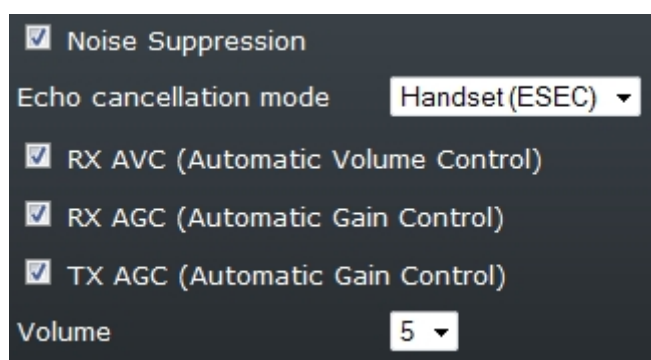 Noise Suppression
Echo cancellation mode Handset(ESEC)
RX AVC (Automatic Volume Control)
RX AGC (Automatic Gain Control)
TX AGC (Automatic Gain Control)
Volume 5